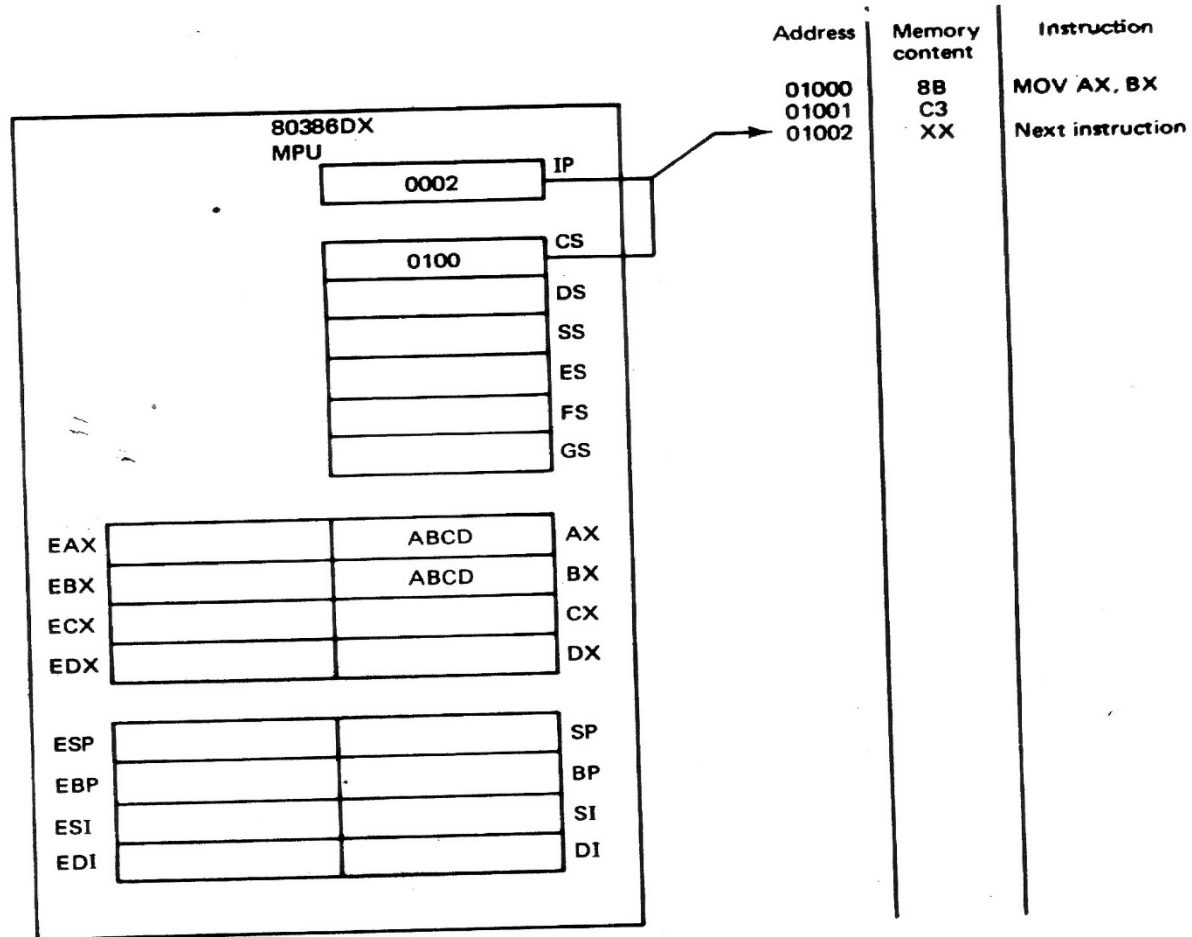 Address Memory content Instruction
01000 8B MOV AX, BX
01001 C3
01002 XX Next instruction
80386DX
MPU
0002 IP
0100 CS
DS
SS
ES
FS
GS
EAX ABCD AX
EBX ABCD BX
ECX CX
EDX DX
ESP SP
EBP BP
ESI SI
EDI DI